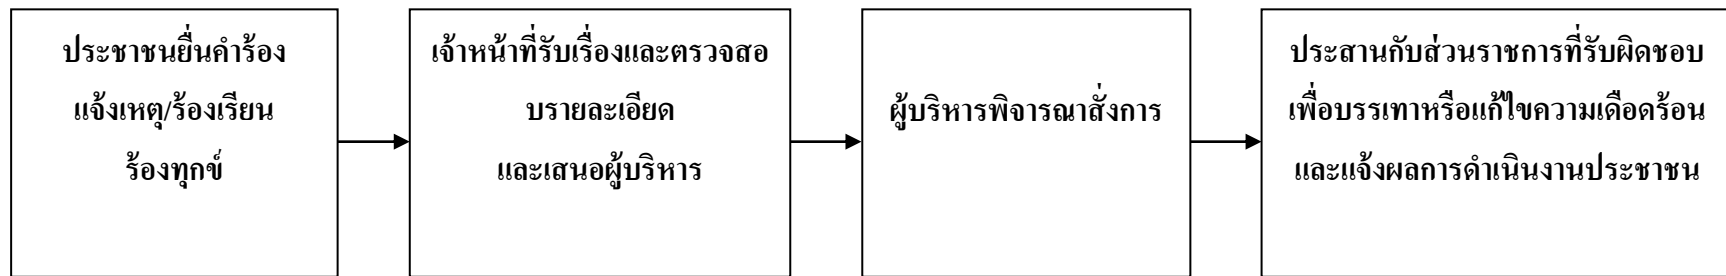 ประชาชนยื่นคำร้อง
แจ้งเหตุ/ร้องเรียน
ร้องทุกข์
เจ้าหน้าที่รับเรื่องและตรวจสอ
บรายละเอียด
และเสนอผู้บริหาร
ผู้บริหารพิจารณาสั่งการ
ประสานกับส่วนราชการที่รับผิดชอบ
เพื่อบรรเทาหรือแก้ไขความเดือดร้อน
และแจ้งผลการดำเนินงานประชาชน